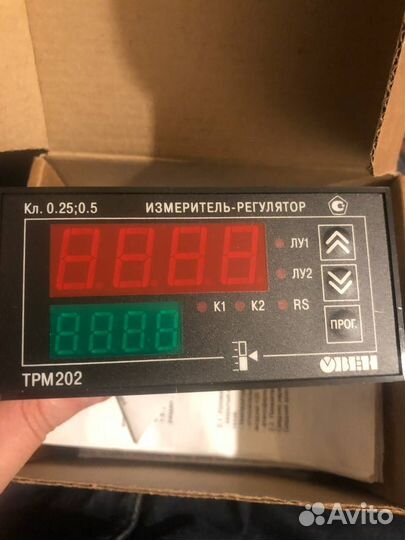 Кл. 0.25;0.5 ИЗМЕРИТЕЛЬ-РЕГУЛЯТОР
ЛУ1
ЛУ2
К1 К2 RS
ПРОГ.
ТРМ202
ОВЕН
Avito